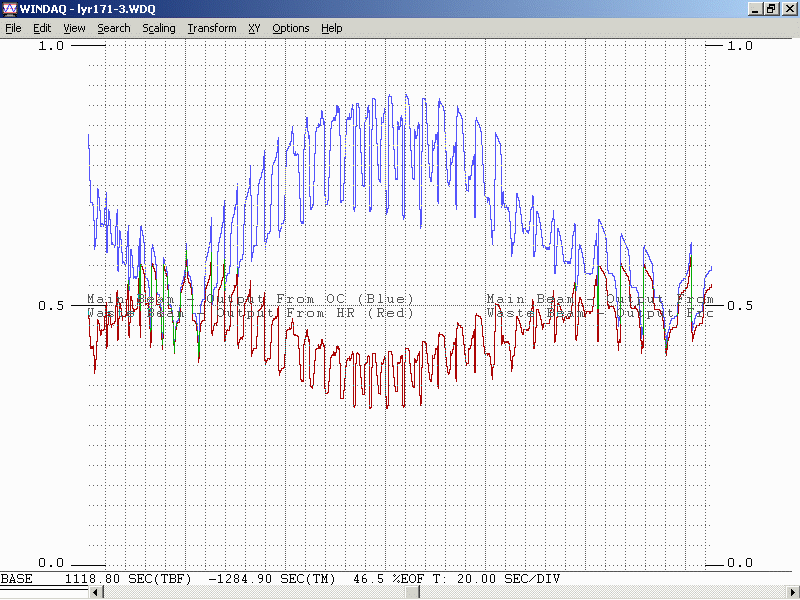 WINDAQ - lyr171-3.WDQ
File Edit View Search Scaling Transform XY Options Help
1.0 1.0
Main Beam - Output From OC (Blue) Main Beam - Output From
0.5 0.5
Waste Beam - Output From HR (Red) Waste Beam - Output Frc
0.0 0.0
BASE 1118.80 SEC(TBF) -1284.90 SEC(TM) 46.5 %EOF T: 20.00 SEC/DIV